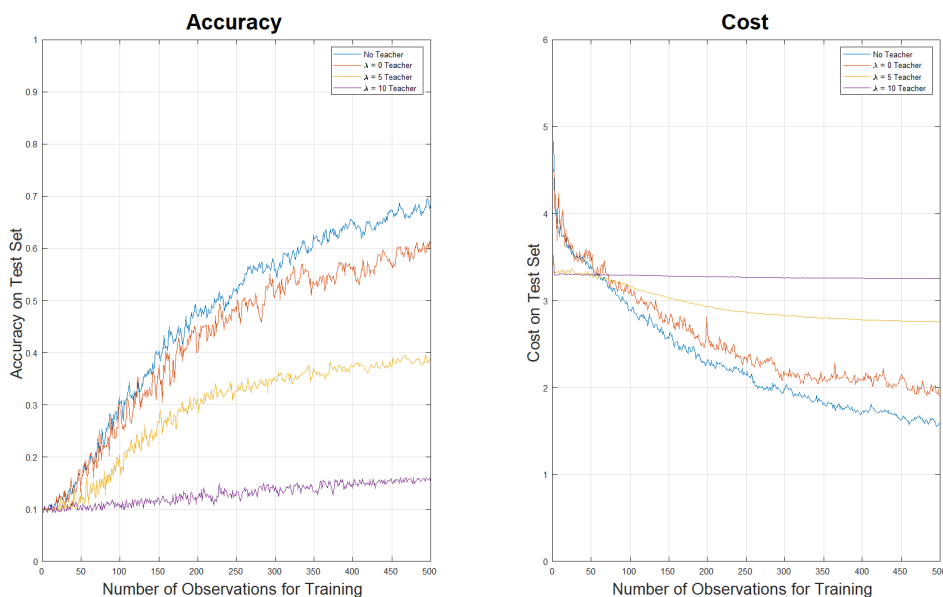 Accuracy
1
0.9
0.8
0.7
0.6
0.5
0.4
0.3
0.2
0.1
0
Accuracy on Test Set
0 50 100 150 200 250 300 350 400 450 500
Number of Observations for Training
No Teacher
λ = 0 Teacher
λ = 5 Teacher
λ = 10 Teacher
Cost
6
5
4
3
2
1
0
Cost on Test Set
0 50 100 150 200 250 300 350 400 450 500
Number of Observations for Training
No Teacher
λ = 0 Teacher
λ = 5 Teacher
λ = 10 Teacher